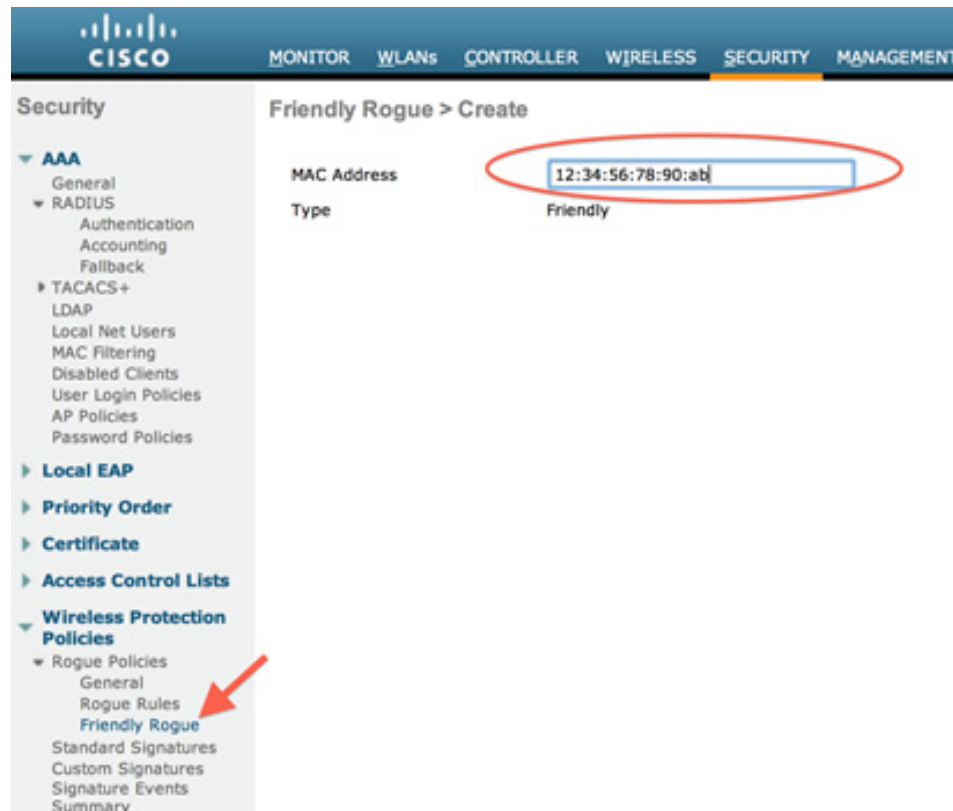 CISCO
MONITOR WLANs CONTROLLER WIRELESS SECURITY MANAGEMENT
Security
AAA
General
RADIUS
Authentication
Accounting
Fallback
TACACS+
LDAP
Local Net Users
MAC Filtering
Disabled Clients
User Login Policies
AP Policies
Password Policies
Local EAP
Priority Order
Certificate
Access Control Lists
Wireless Protection
Policies
Rogue Policies
General
Rogue Rules
Friendly Rogue
Standard Signatures
Custom Signatures
Signature Events
Summary
Friendly Rogue > Create
MAC Address 12:34:56:78:90:ab
Type Friendly